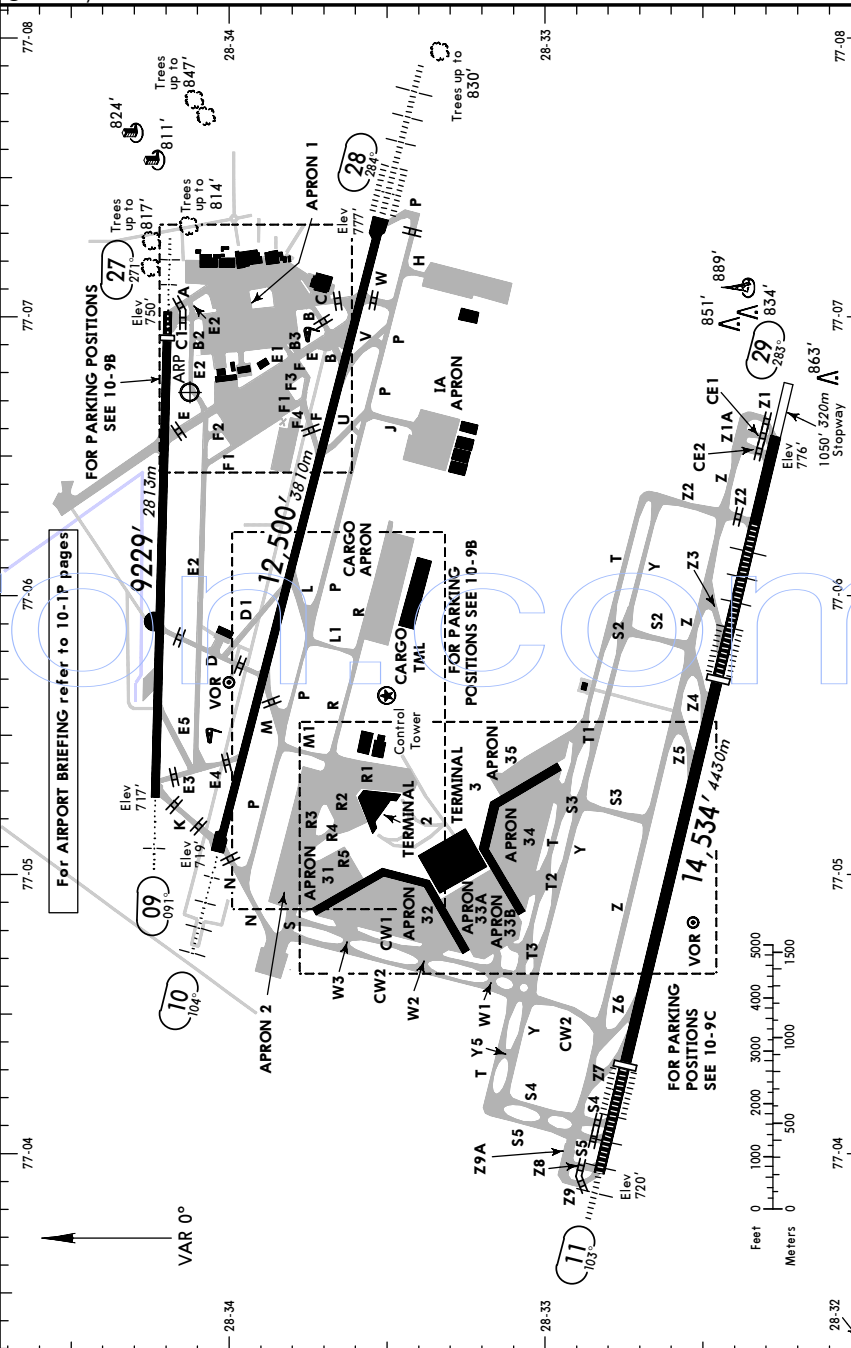 77-08
28-34
28-33
77-08
824'
811'
Trees
up to
847'
Trees
up to
817'
Trees
up to
814'
Trees up to
830'
APRON 1
28
284°
Elev
777'
27
271°
Elev
750'
FOR PARKING POSITIONS
SEE 10-9B
77-07
77-07
ARP
A
C1
B2
E2
E2
E
F2
F1
E1
B3
B
C
E
F
F3
F1
F4
F
B
V
U
W
H
P
P
P
J
IA
APRON
889'
851'
834'
29
283°
863'
CE1
CE2
Z1
Z1A
Elev
776'
1050' 320m
Stopway
For AIRPORT BRIEFING refer to 10-1P pages
9229' 2813m
12,500' 3810m
77-06
77-06
E2
D1
D
VOR
E5
E3
E4
K
L
L1
P
P
R
R
M
M1
P
CARGO
APRON
CARGO
TML
FOR PARKING
POSITIONS SEE 10-9B
Control
Tower
T
Y
Z2
Z
Z2
Z3
S2
S2
Z
Z4
Z5
Elev
717'
09
091°
Elev
719'
10
104°
77-05
77-05
N
N
S
R1
R2
R3
R4
R5
TERMINAL
2
TERMINAL
3
APRON
31
APRON
32
APRON
33A
APRON
33B
APRON
34
APRON
35
T1
S3
S3
T
T2
T3
Y
Z
14,534' 4430m
VOR
APRON 2
W3
CW1
CW2
W2
W1
Y5
T
Y
CW2
Z6
Z7
S4
S4
S5
S5
Z9A
Z8
Z9
Elev
720'
11
103°
FOR PARKING
POSITIONS
SEE 10-9C
77-04
77-04
VAR 0°
Feet
0
1000
2000
3000
4000
5000
Meters
0
500
1000
1500
28-34
28-33
28-32
on.com